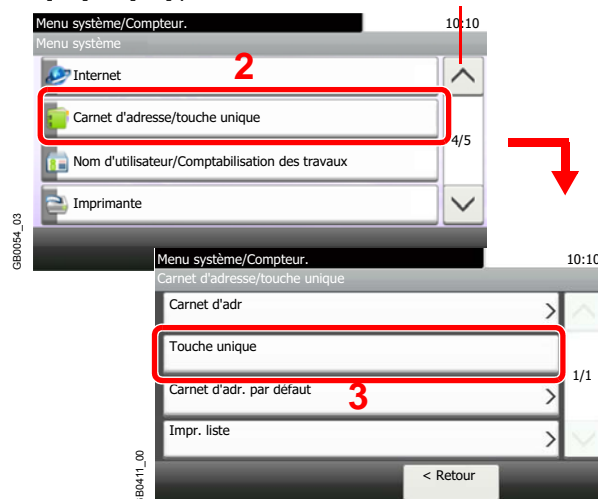 Menu système/Compteur.
10:10
Menu système
Internet
2
Carnet d'adresse/touche unique
4/5
Nom d'utilisateur/Comptabilisation des travaux
Imprimante
GB0054_03
Menu système/Compteur.
10:10
Carnet d'adresse/touche unique
Carnet d'adr
Touche unique
1/1
Carnet d'adr. par défaut
3
Impr. liste
GB0411_00
< Retour